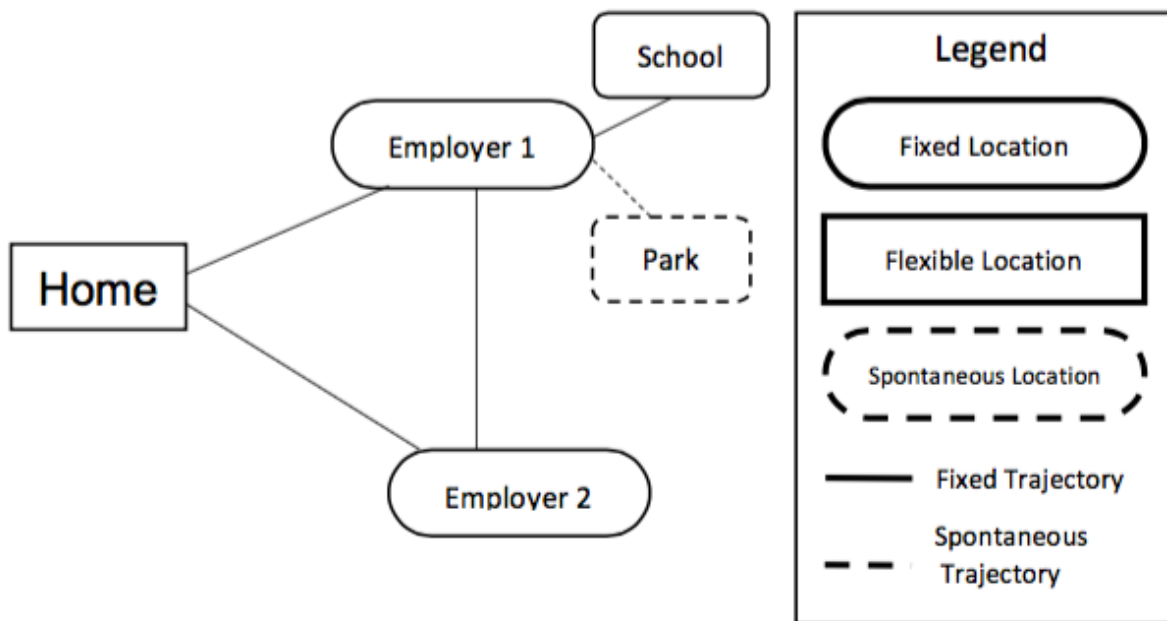 School
Employer 1
Park
Home
Employer 2
Legend
Fixed Location
Flexible Location
Spontaneous Location
Fixed Trajectory
Spontaneous
Trajectory